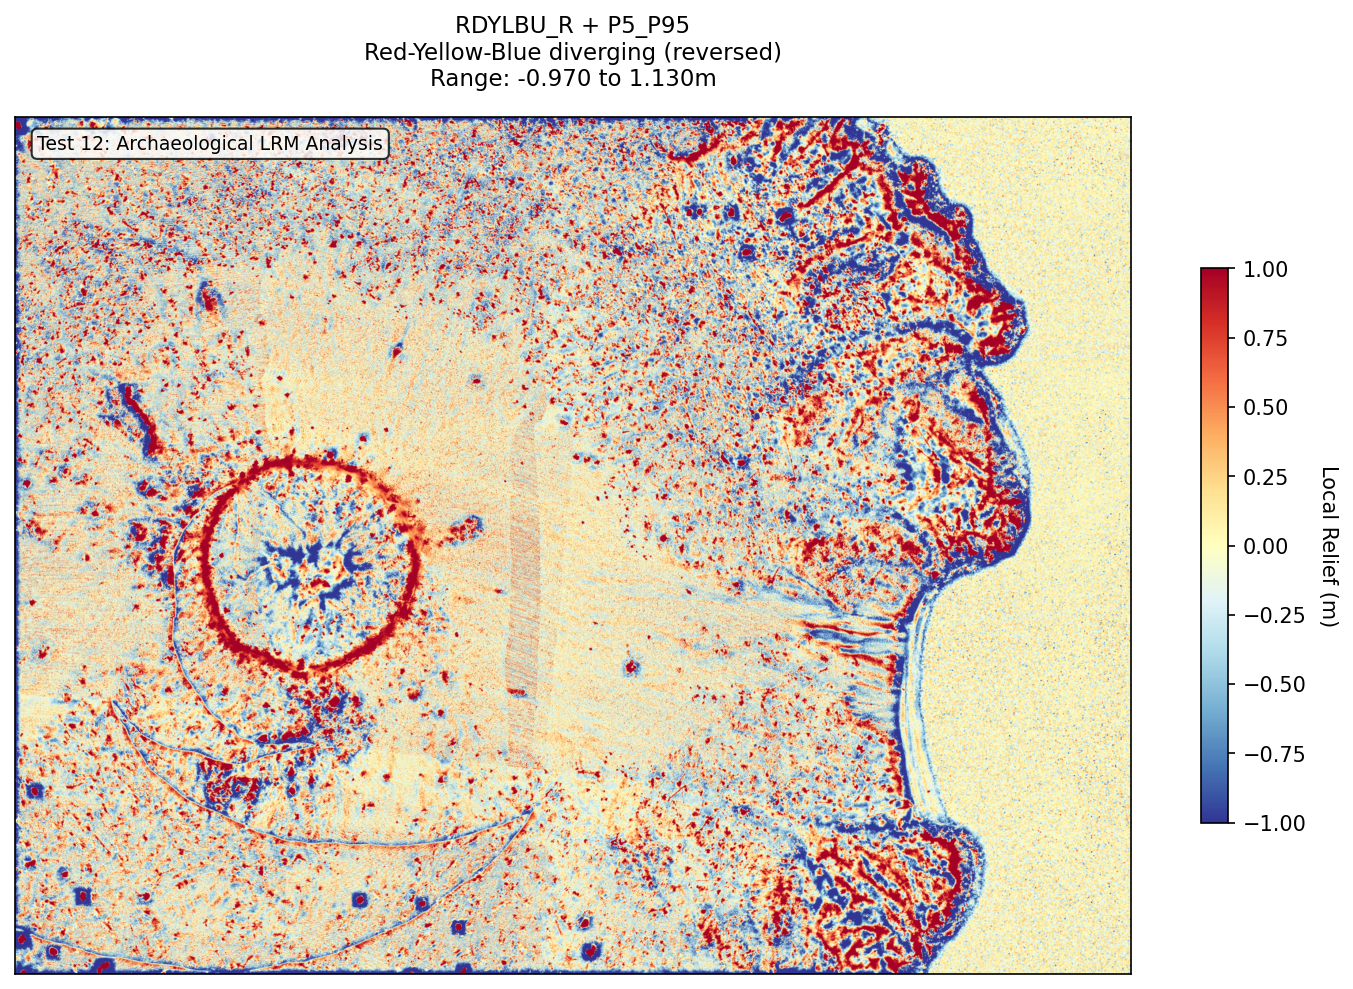 RDYLBU_R + P5_P95
Red-Yellow-Blue diverging (reversed)
Range: -0.970 to 1.130m
Test 12: Archaeological LRM Analysis
1.00
0.75
0.50
0.25
0.00
−0.25
−0.50
−0.75
−1.00
Local Relief (m)